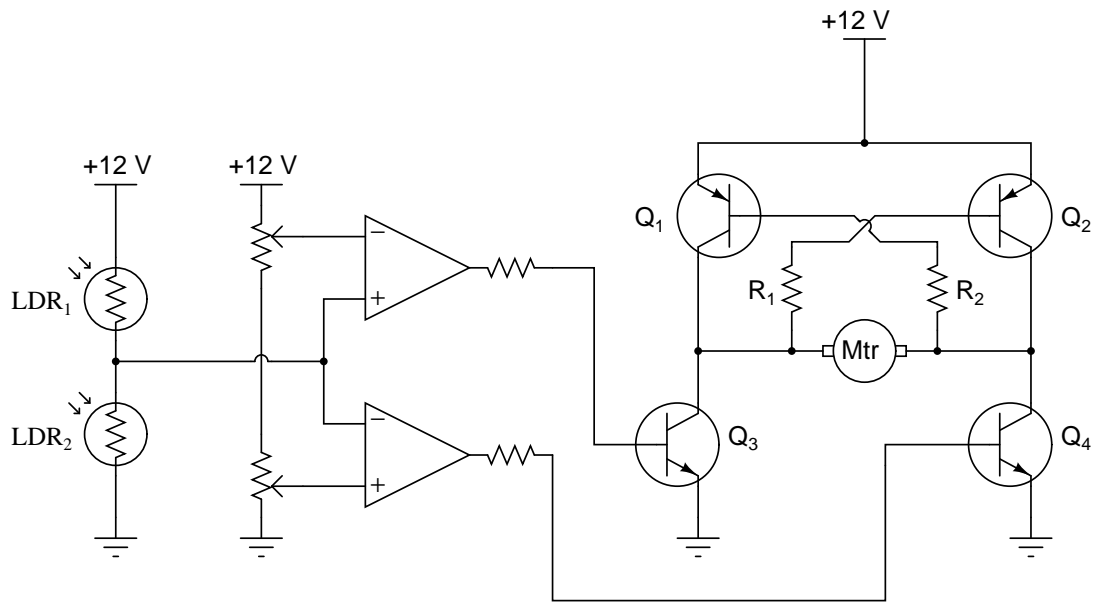 +12 V
+12 V
+12 V
LDR1
LDR2
−
+
−
+
Q1
Q2
R1
R2
Mtr
Q3
Q4